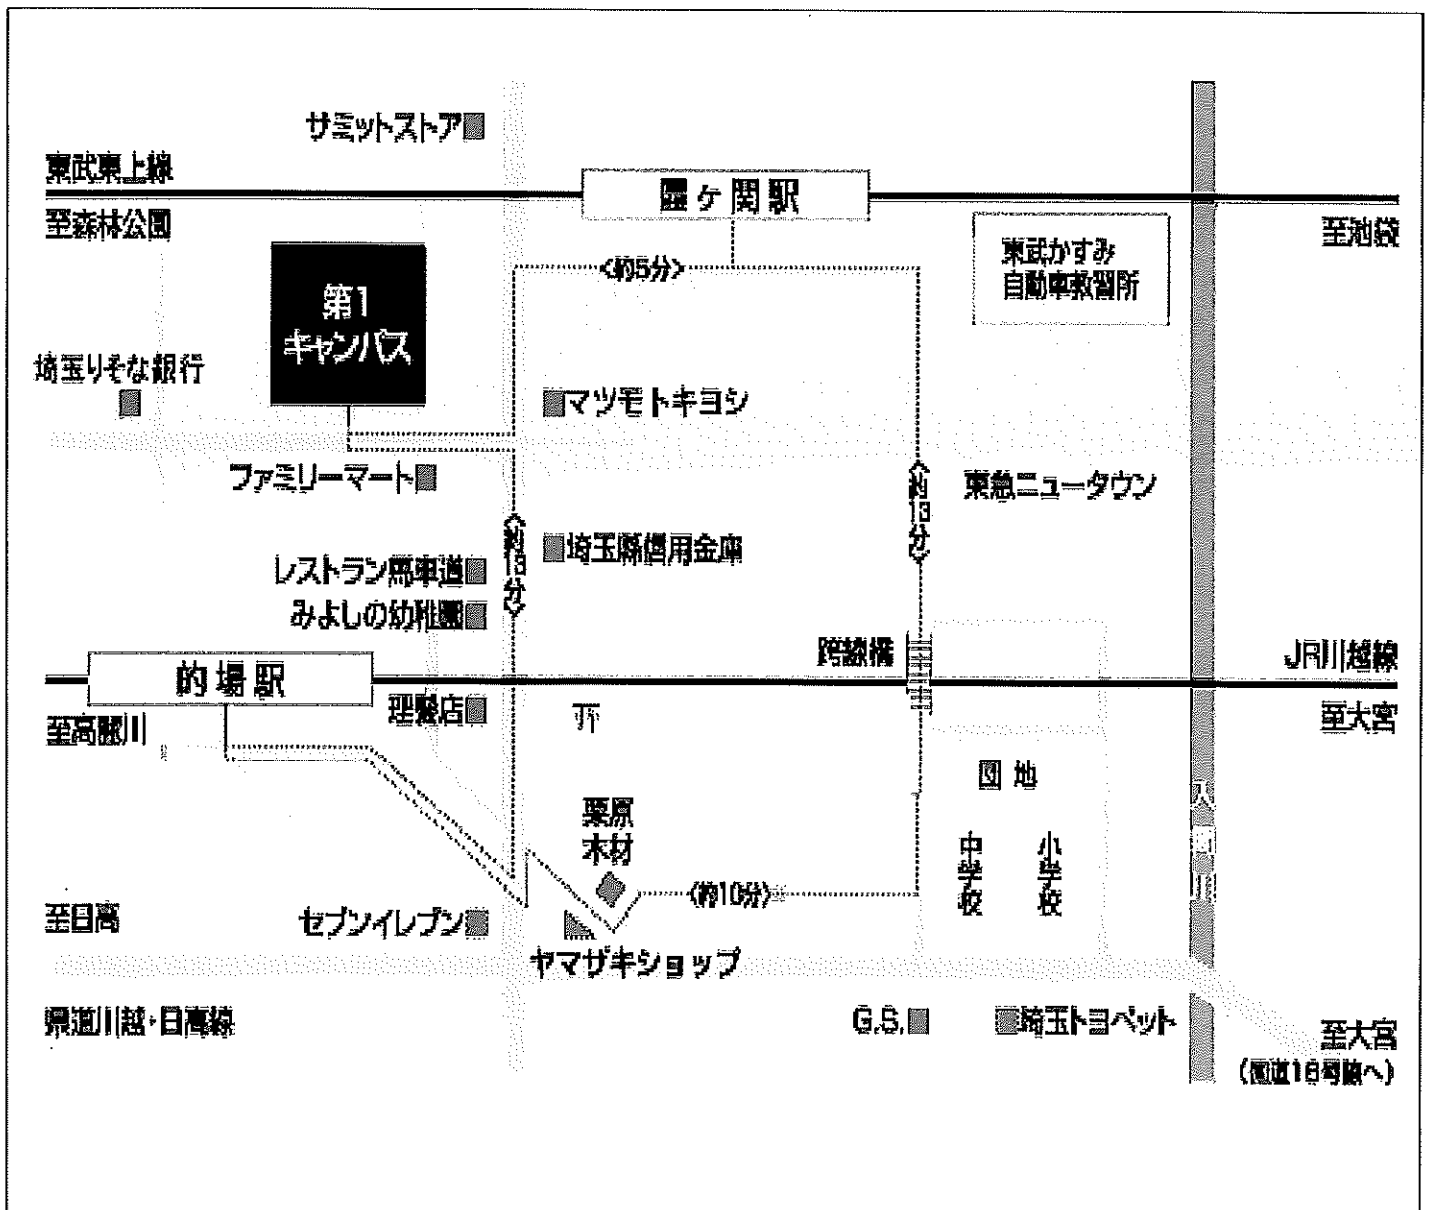 サミットストア
東武東上線
霞ヶ関駅
至森林公園
至池袋
東武かすみ
自動車教習所
<約5分>
第1
キャンパス
埼玉りそな銀行
マツモトキヨシ
ファミリーマート
<約13分>
東急ニュータウン
<約13分>
埼玉縣信用金庫
レストラン馬車道
みよしの幼稚園
跨線橋
JR川越線
的場駅
理髪店
至高麗川
至大宮
団地
入間川
栗原
木材
中学校
小学校
<約10分>
至日高
セブンイレブン
ヤマザキショップ
県道川越・日高線
G.S.
埼玉トヨペット
至大宮
(国道16号線へ)